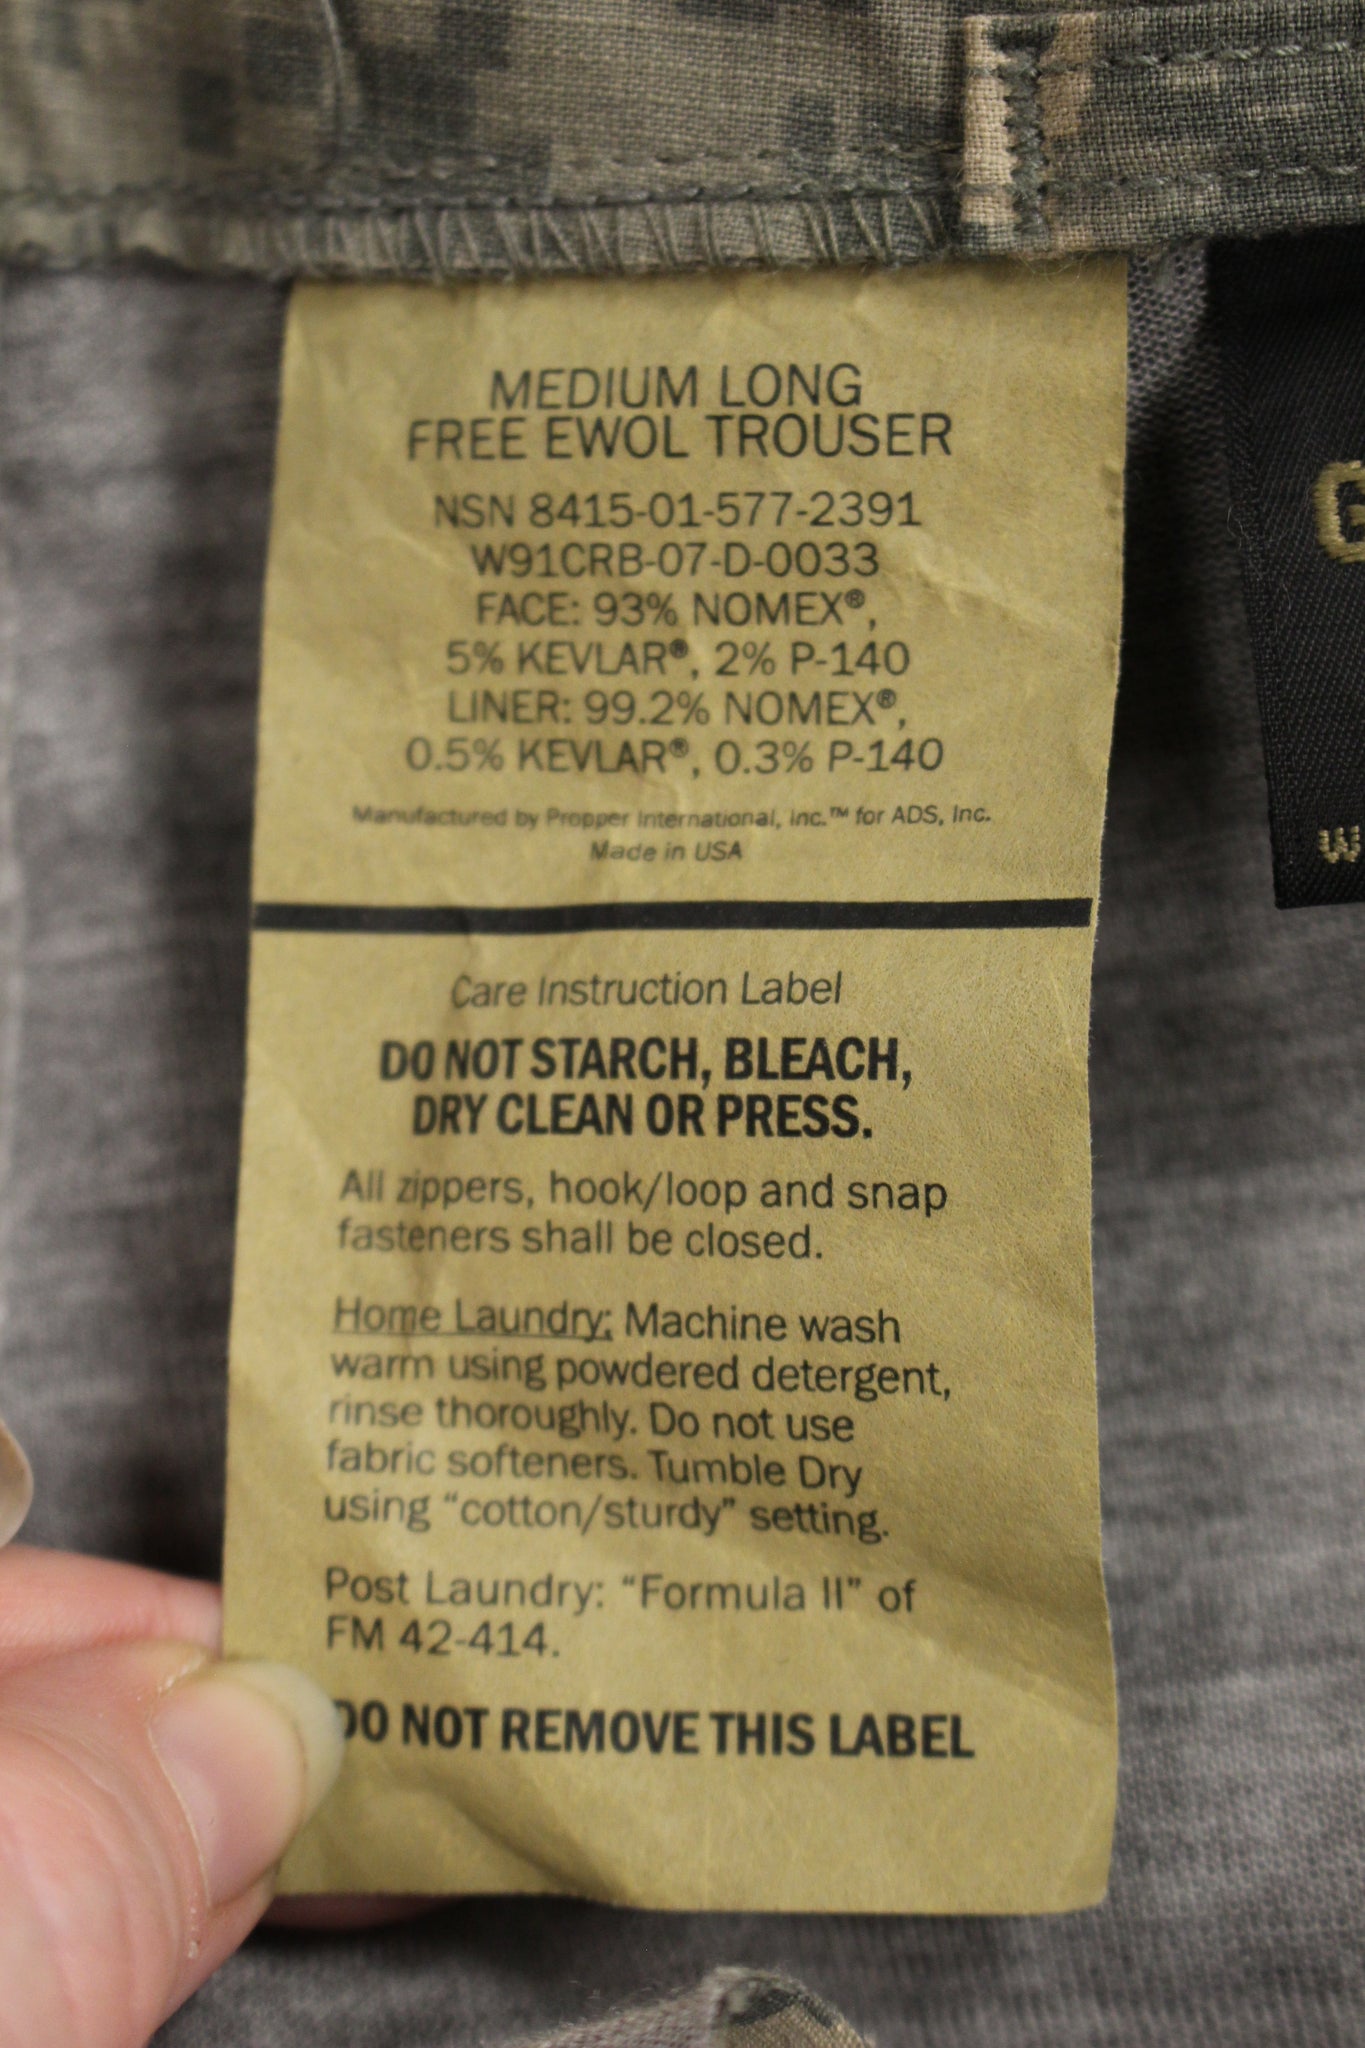 MEDIUM LONG
FREE EWOL TROUSER
NSN 8415-01-577-2391
W91CRB-07-D-0033
FACE: 93% NOMEX®,
5% KEVLAR®, 2% P-140
LINER: 99.2% NOMEX®,
0.5% KEVLAR®, 0.3% P-140
Manufactured by Propper International, Inc.™ for ADS, Inc.
Made in USA
Care Instruction Label
DO NOT STARCH, BLEACH,
DRY CLEAN OR PRESS.
All zippers, hook/loop and snap
fasteners shall be closed.
Home Laundry: Machine wash
warm using powdered detergent,
rinse thoroughly. Do not use
fabric softeners. Tumble Dry
using "cotton/sturdy" setting.
Post Laundry: "Formula II" of
FM 42-414.
DO NOT REMOVE THIS LABEL